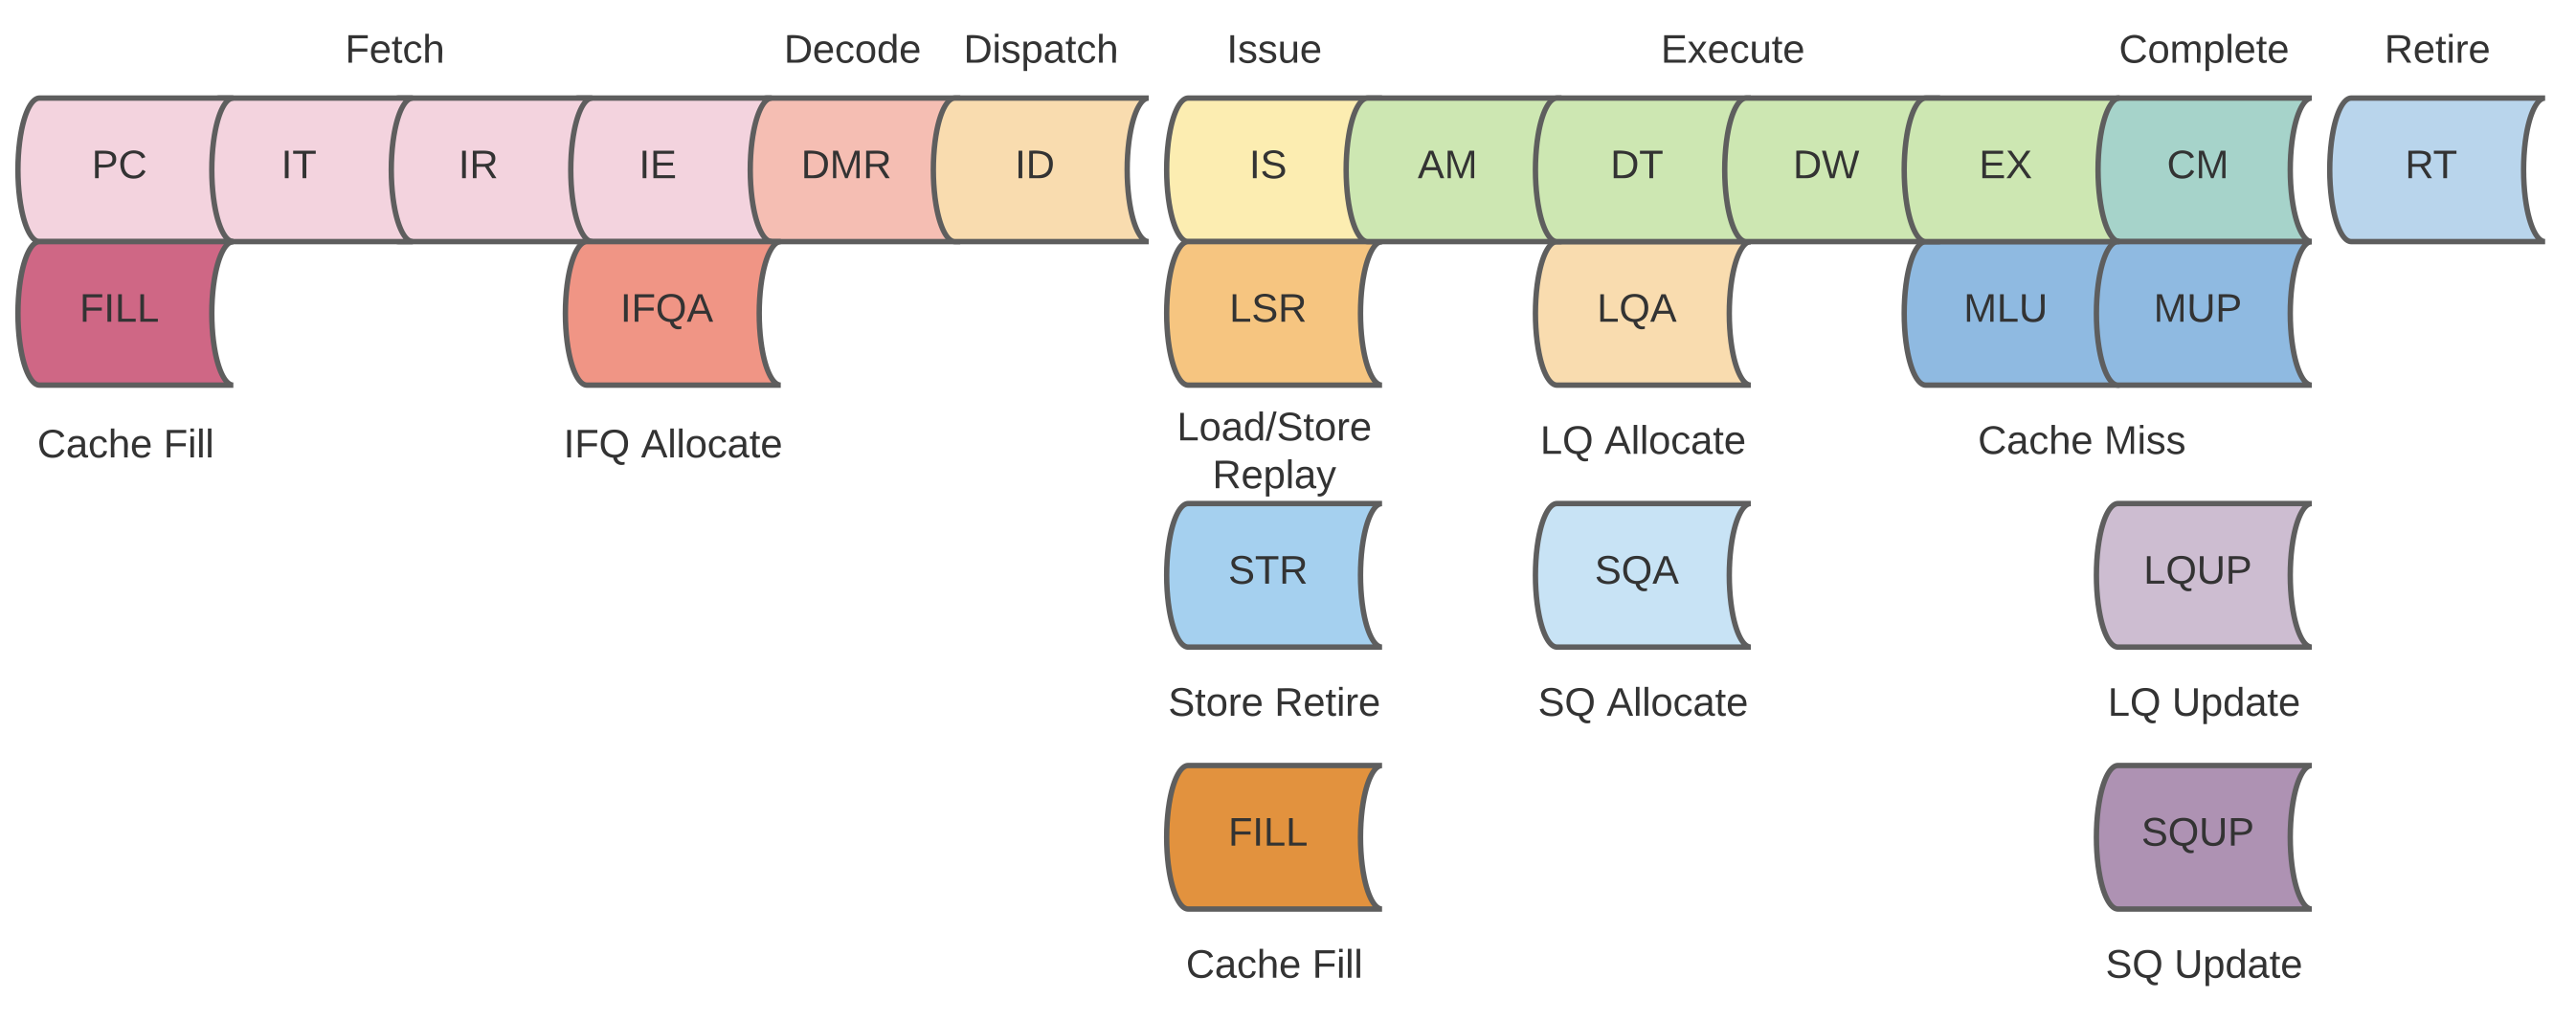 Fetch
Decode
Dispatch
Issue
Execute
Complete
Retire
PC
IT
IR
IE
DMR
ID
IS
AM
DT
DW
EX
CM
RT
FILL
IFQA
LSR
LQA
MLU
MUP
Cache Fill
IFQ Allocate
Load/Store
Replay
LQ Allocate
Cache Miss
STR
SQA
LQUP
Store Retire
SQ Allocate
LQ Update
FILL
SQUP
Cache Fill
SQ Update